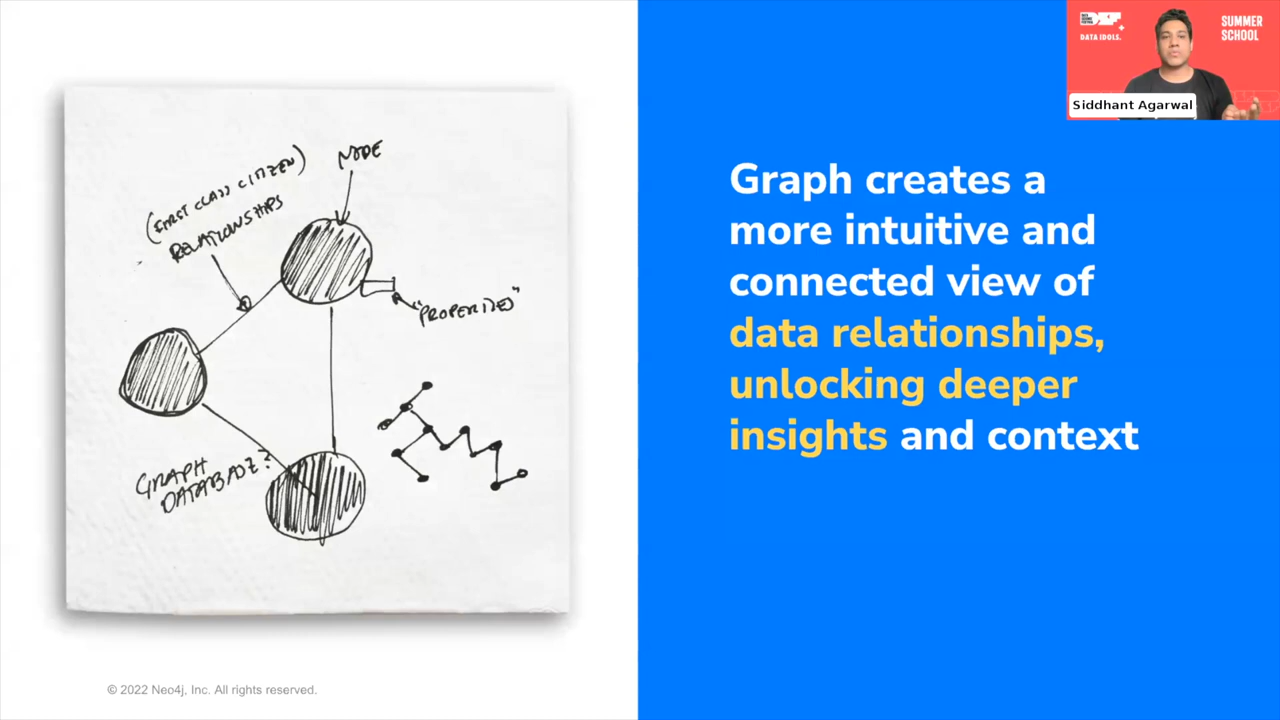 NODE
(FIRST CLASS CITIZEN)
RELATIONSHIPS
"PROPERTIES"
GRAPH
DATABASE?
© 2022 Neo4j, Inc. All rights reserved.
Graph creates a
more intuitive and
connected view of
data relationships,
unlocking deeper
insights and context
DATA IDOLS.
SUMMER
SCHOOL
Siddhant Agarwal